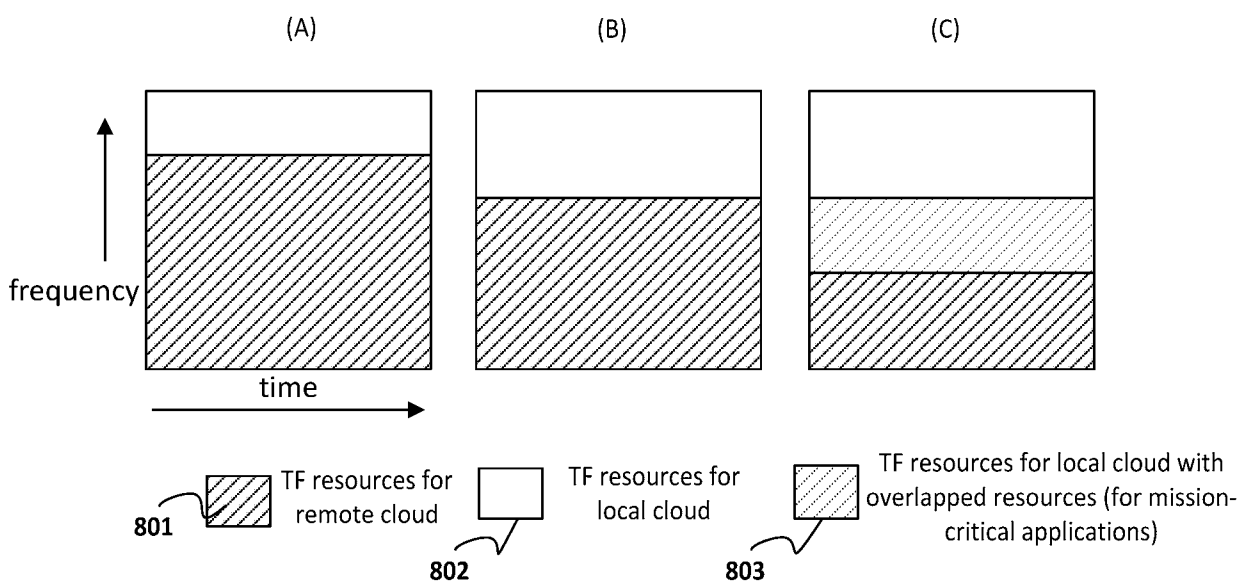 (A)
(B)
(C)
frequency
time
TF resources for
remote cloud
801
TF resources for
local cloud
802
TF resources for local cloud with
overlapped resources (for mission-
critical applications)
803